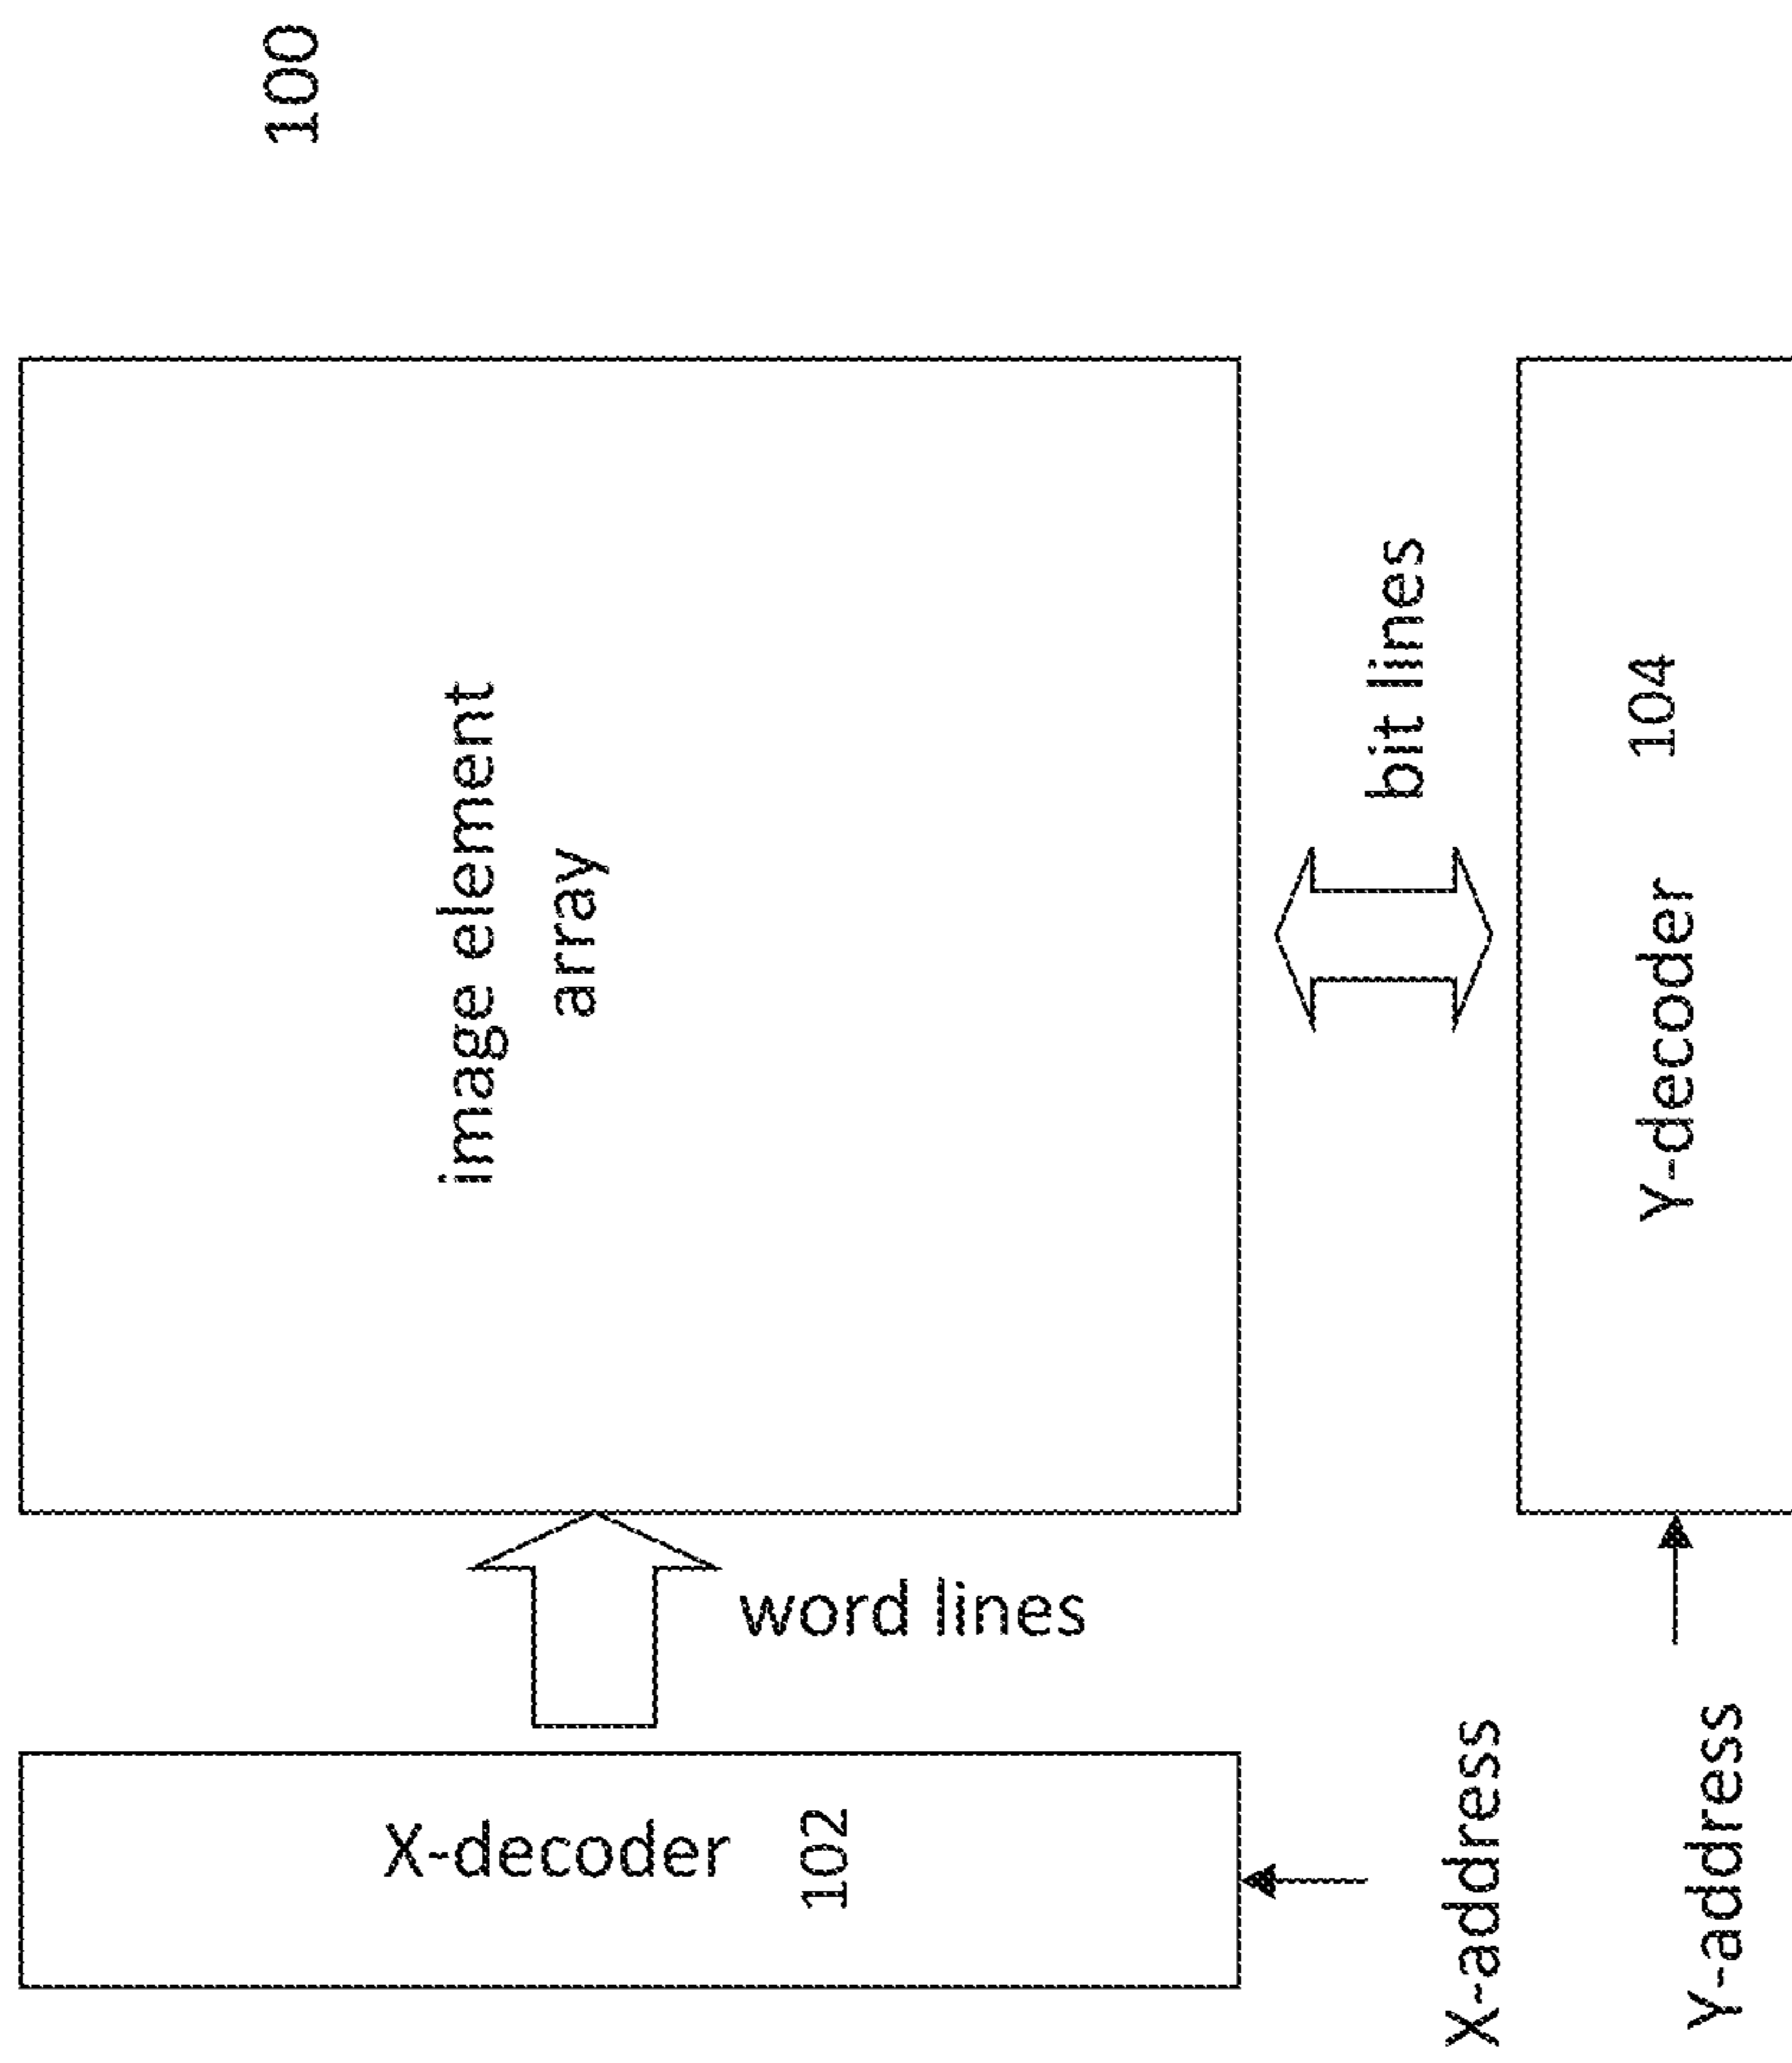 100
image element
array
word lines
X-decoder
102
bit lines
Y-decoder 104
X-address
Y-address